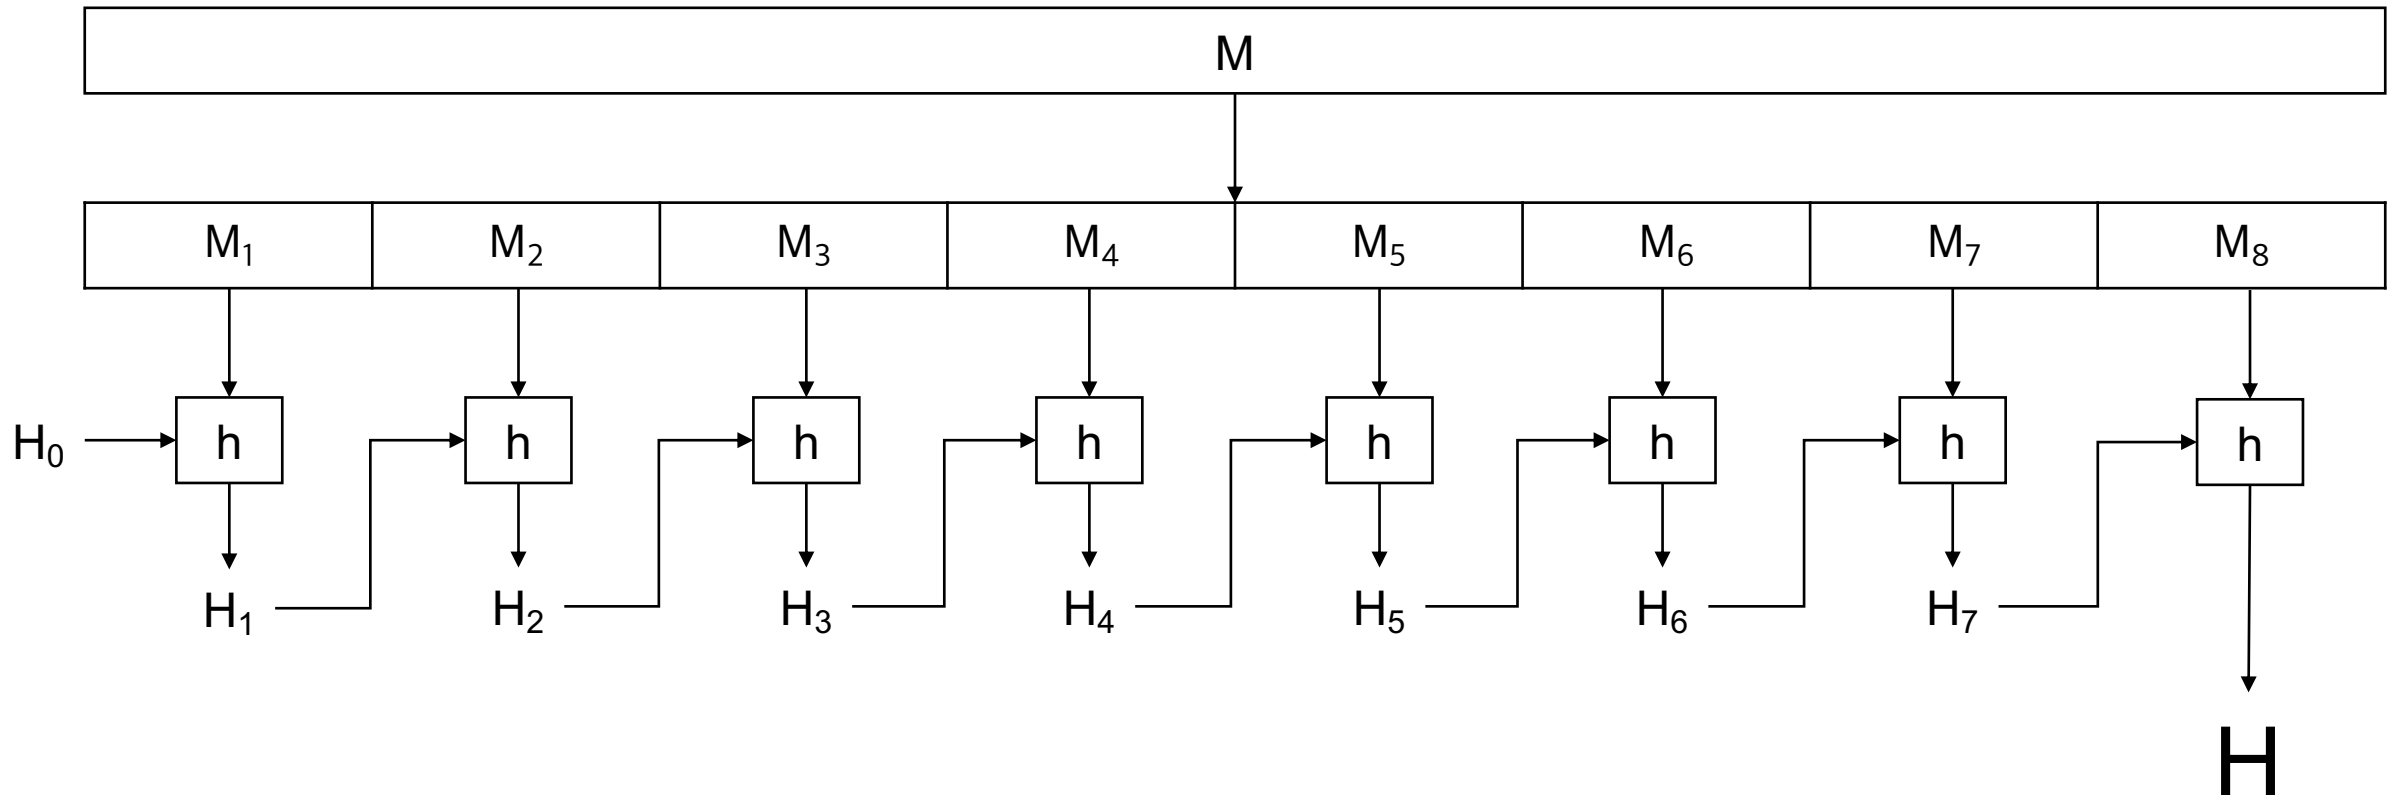 M
M₁ M₂ M₃ M₄ M₅ M₆ M₇ M₈
H₀ h h h h h h h h
H₁ H₂ H₃ H₄ H₅ H₆ H₇
H